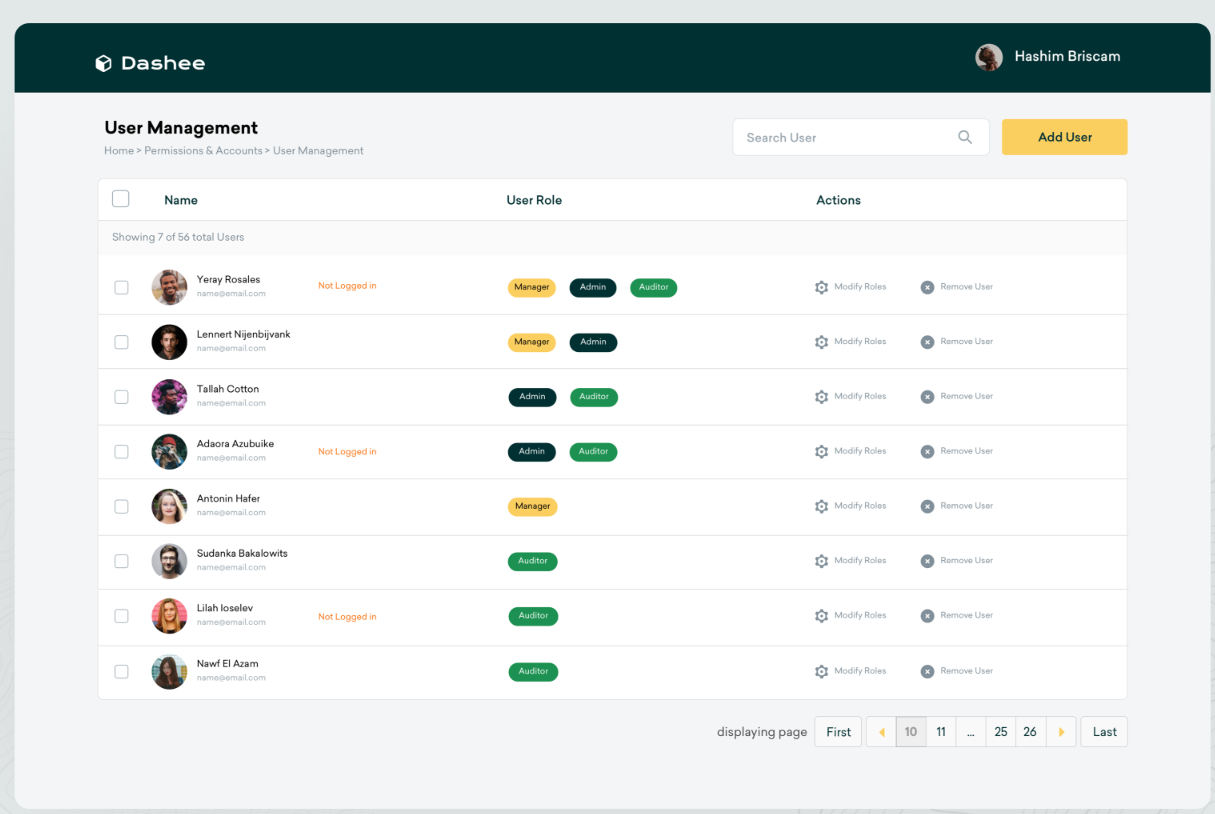 Dashee
Hashim Briscam
User Management
Home > Permissions & Accounts > User Management
Search User
Add User
Name User Role Actions
Showing 7 of 56 total Users
Yeray Rosales
name@email.com
Not Logged in
Manager Admin Auditor
Modify Roles Remove User
Lennert Nijenbijvank
name@email.com
Manager Admin
Modify Roles Remove User
Tallah Cotton
name@email.com
Admin Auditor
Modify Roles Remove User
Adaora Azubuike
name@email.com
Not Logged in
Admin Auditor
Modify Roles Remove User
Antonin Hafer
name@email.com
Manager
Modify Roles Remove User
Sudanka Bakalowits
name@email.com
Auditor
Modify Roles Remove User
Lilah Ioselev
name@email.com
Not Logged in
Auditor
Modify Roles Remove User
Nawf El Azam
name@email.com
Auditor
Modify Roles Remove User
displaying page First 10 11 ... 25 26 Last